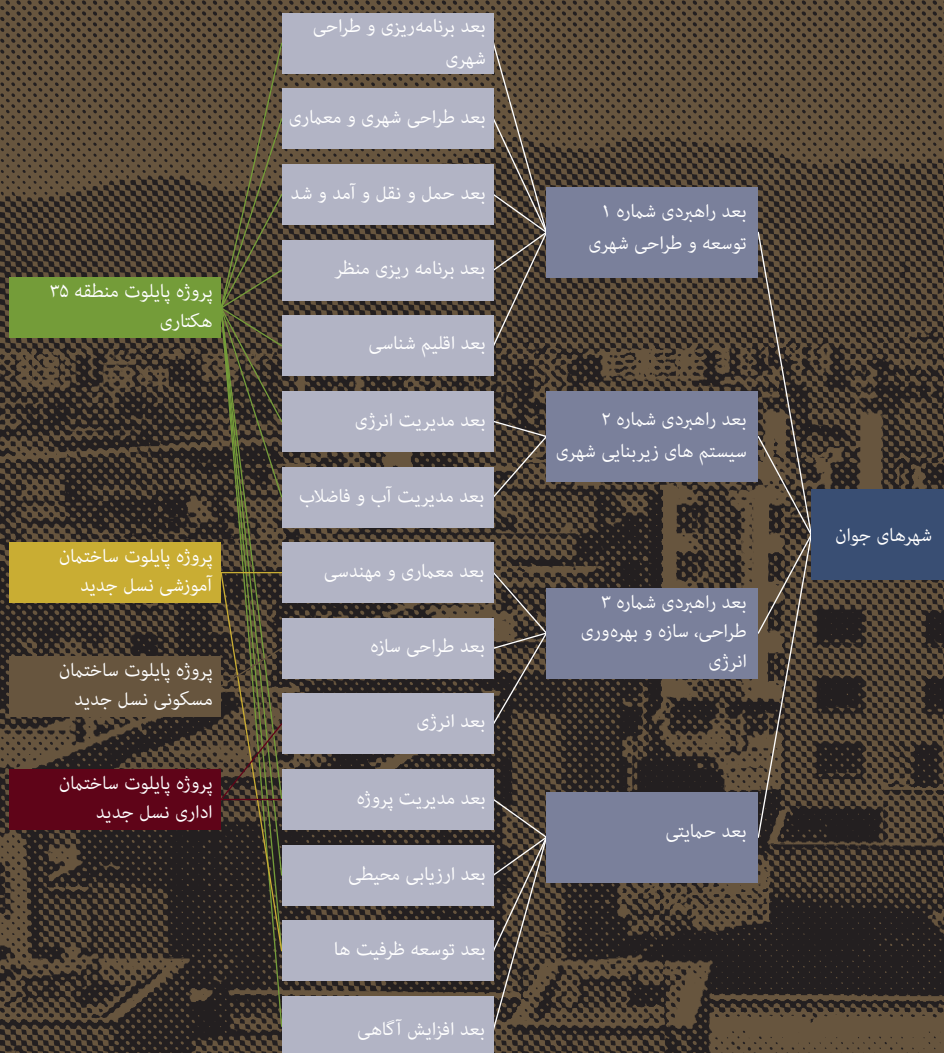 شهرهای جوان
بعد راهبردی شماره ۱
توسعه و طراحی شهری
بعد راهبردی شماره ۲
سیستم های زیربنایی شهری
بعد راهبردی شماره ۳
طراحی، سازه و بهره‌وری
انرژی
بعد حمایتی
بعد برنامه‌ریزی و طراحی
شهری
بعد طراحی شهری و معماری
بعد حمل و نقل و آمد و شد
بعد برنامه ریزی منظر
بعد اقلیم شناسی
بعد مدیریت انرژی
بعد مدیریت آب و فاضلاب
بعد معماری و مهندسی
بعد طراحی سازه
بعد انرژی
بعد مدیریت پروژه
بعد ارزیابی محیطی
بعد توسعه ظرفیت ها
بعد افزایش آگاهی
پروژه پایلوت منطقه ۳۵
هکتاری
پروژه پایلوت ساختمان
آموزشی نسل جدید
پروژه پایلوت ساختمان
مسکونی نسل جدید
پروژه پایلوت ساختمان
اداری نسل جدید